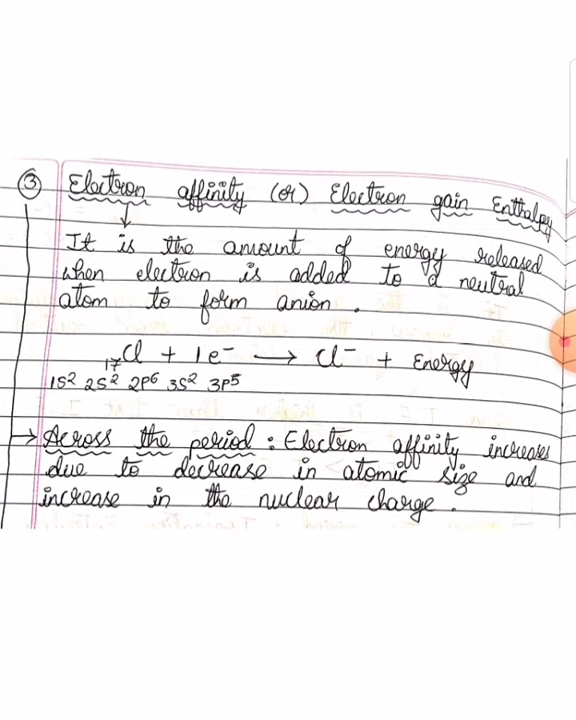 ③ Electron affinity (or) Electron gain Enthalpy
↓
It is the amount of energy released
when electron is added to a neutral
atom to form anion.
₁₇Cl + 1e⁻ → Cl⁻ + Energy
1S² 2S² 2P⁶ 3S² 3P⁵
→ Across the period : Electron affinity increases
due to decrease in atomic size and
increase in the nuclear charge.